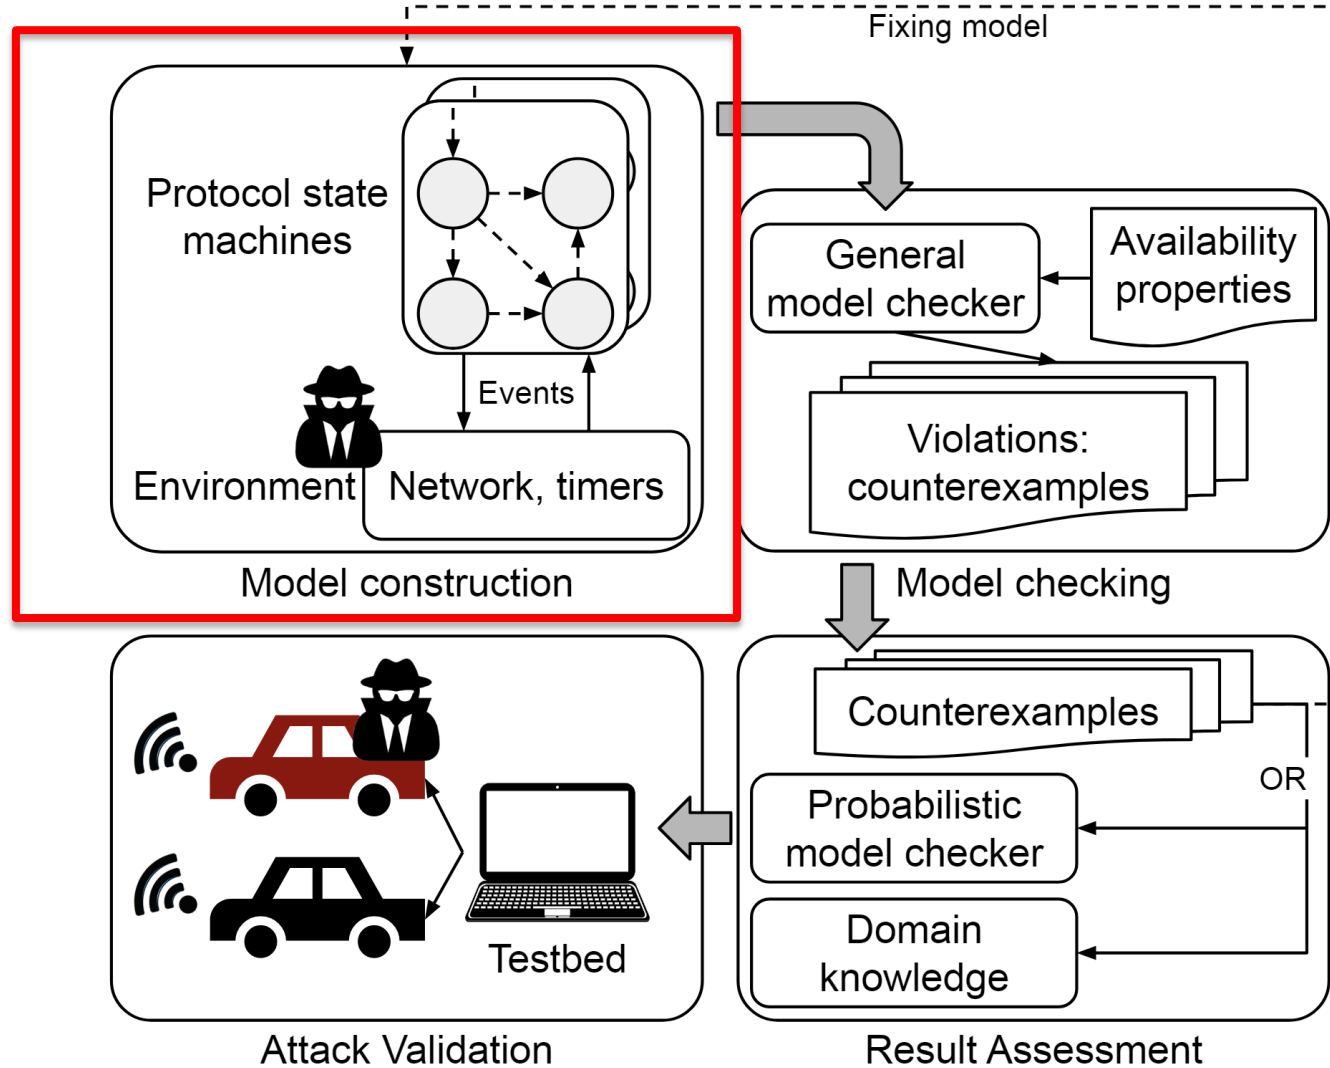 Fixing model
Protocol state
machines
Events
Environment
Network, timers
Model construction
General
model checker
Availability
properties
Violations:
counterexamples
Model checking
Counterexamples
OR
Probabilistic
model checker
Domain
knowledge
Result Assessment
Testbed
Attack Validation